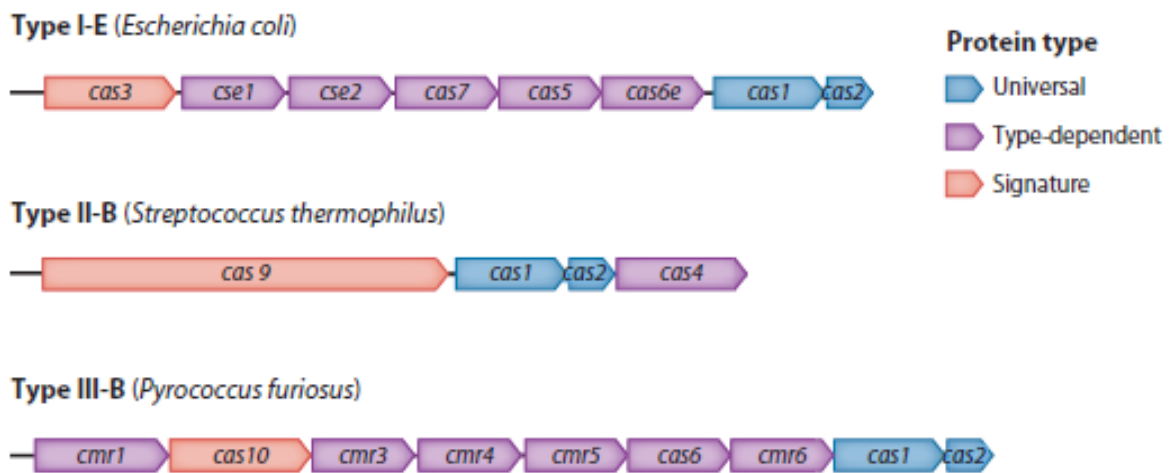 Type I-E (Escherichia coli)
cas3 cse1 cse2 cas7 cas5 cas6e cas1 cas2
Protein type
Universal
Type-dependent
Signature
Type II-B (Streptococcus thermophilus)
cas 9 cas1 cas2 cas4
Type III-B (Pyrococcus furiosus)
cmr1 cas10 cmr3 cmr4 cmr5 cas6 cmr6 cas1 cas2